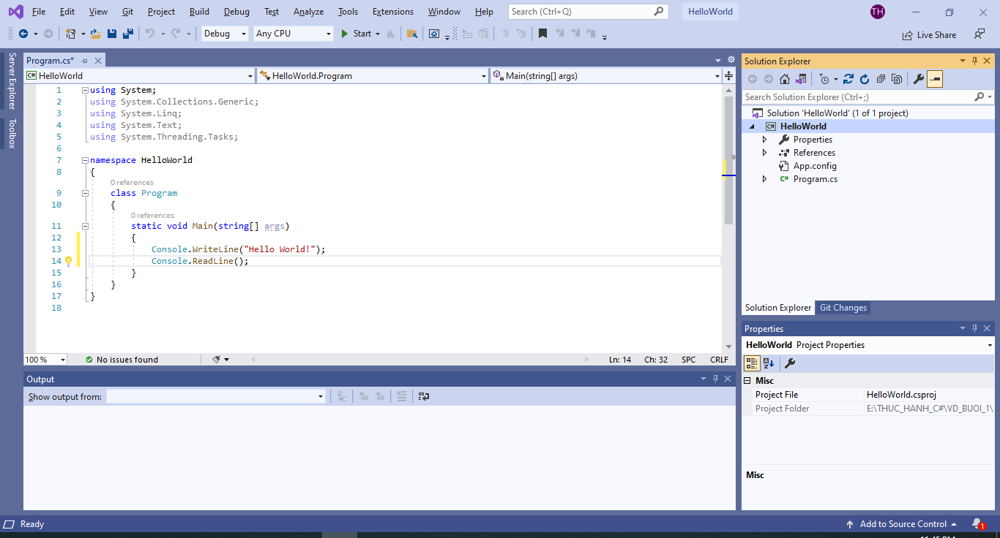 File Edit View Git Project Build Debug Test Analyze Tools Extensions Window Help Search (Ctrl+Q) HelloWorld TH
Debug Any CPU Start Live Share
Server Explorer
Toolbox
Program.cs*
HelloWorld HelloWorld.Program Main(string[] args)
1 using System;
2 using System.Collections.Generic;
3 using System.Linq;
4 using System.Text;
5 using System.Threading.Tasks;
6
7 namespace HelloWorld
8 {
0 references
9 class Program
10 {
0 references
11 static void Main(string[] args)
12 {
13 Console.WriteLine("Hello World!");
14 Console.ReadLine();
15 }
16 }
17 }
18
100 % No issues found Ln: 14 Ch: 32 SPC CRLF
Output
Show output from:
Solution Explorer
Search Solution Explorer (Ctrl+;)
Solution 'HelloWorld' (1 of 1 project)
C# HelloWorld
Properties
References
App.config
C# Program.cs
Solution Explorer Git Changes
Properties
HelloWorld Project Properties
Misc
Project File HelloWorld.csproj
Project Folder E:\THUC_HANH_C#\VD_BUOI_1\
Misc
Ready Add to Source Control 1